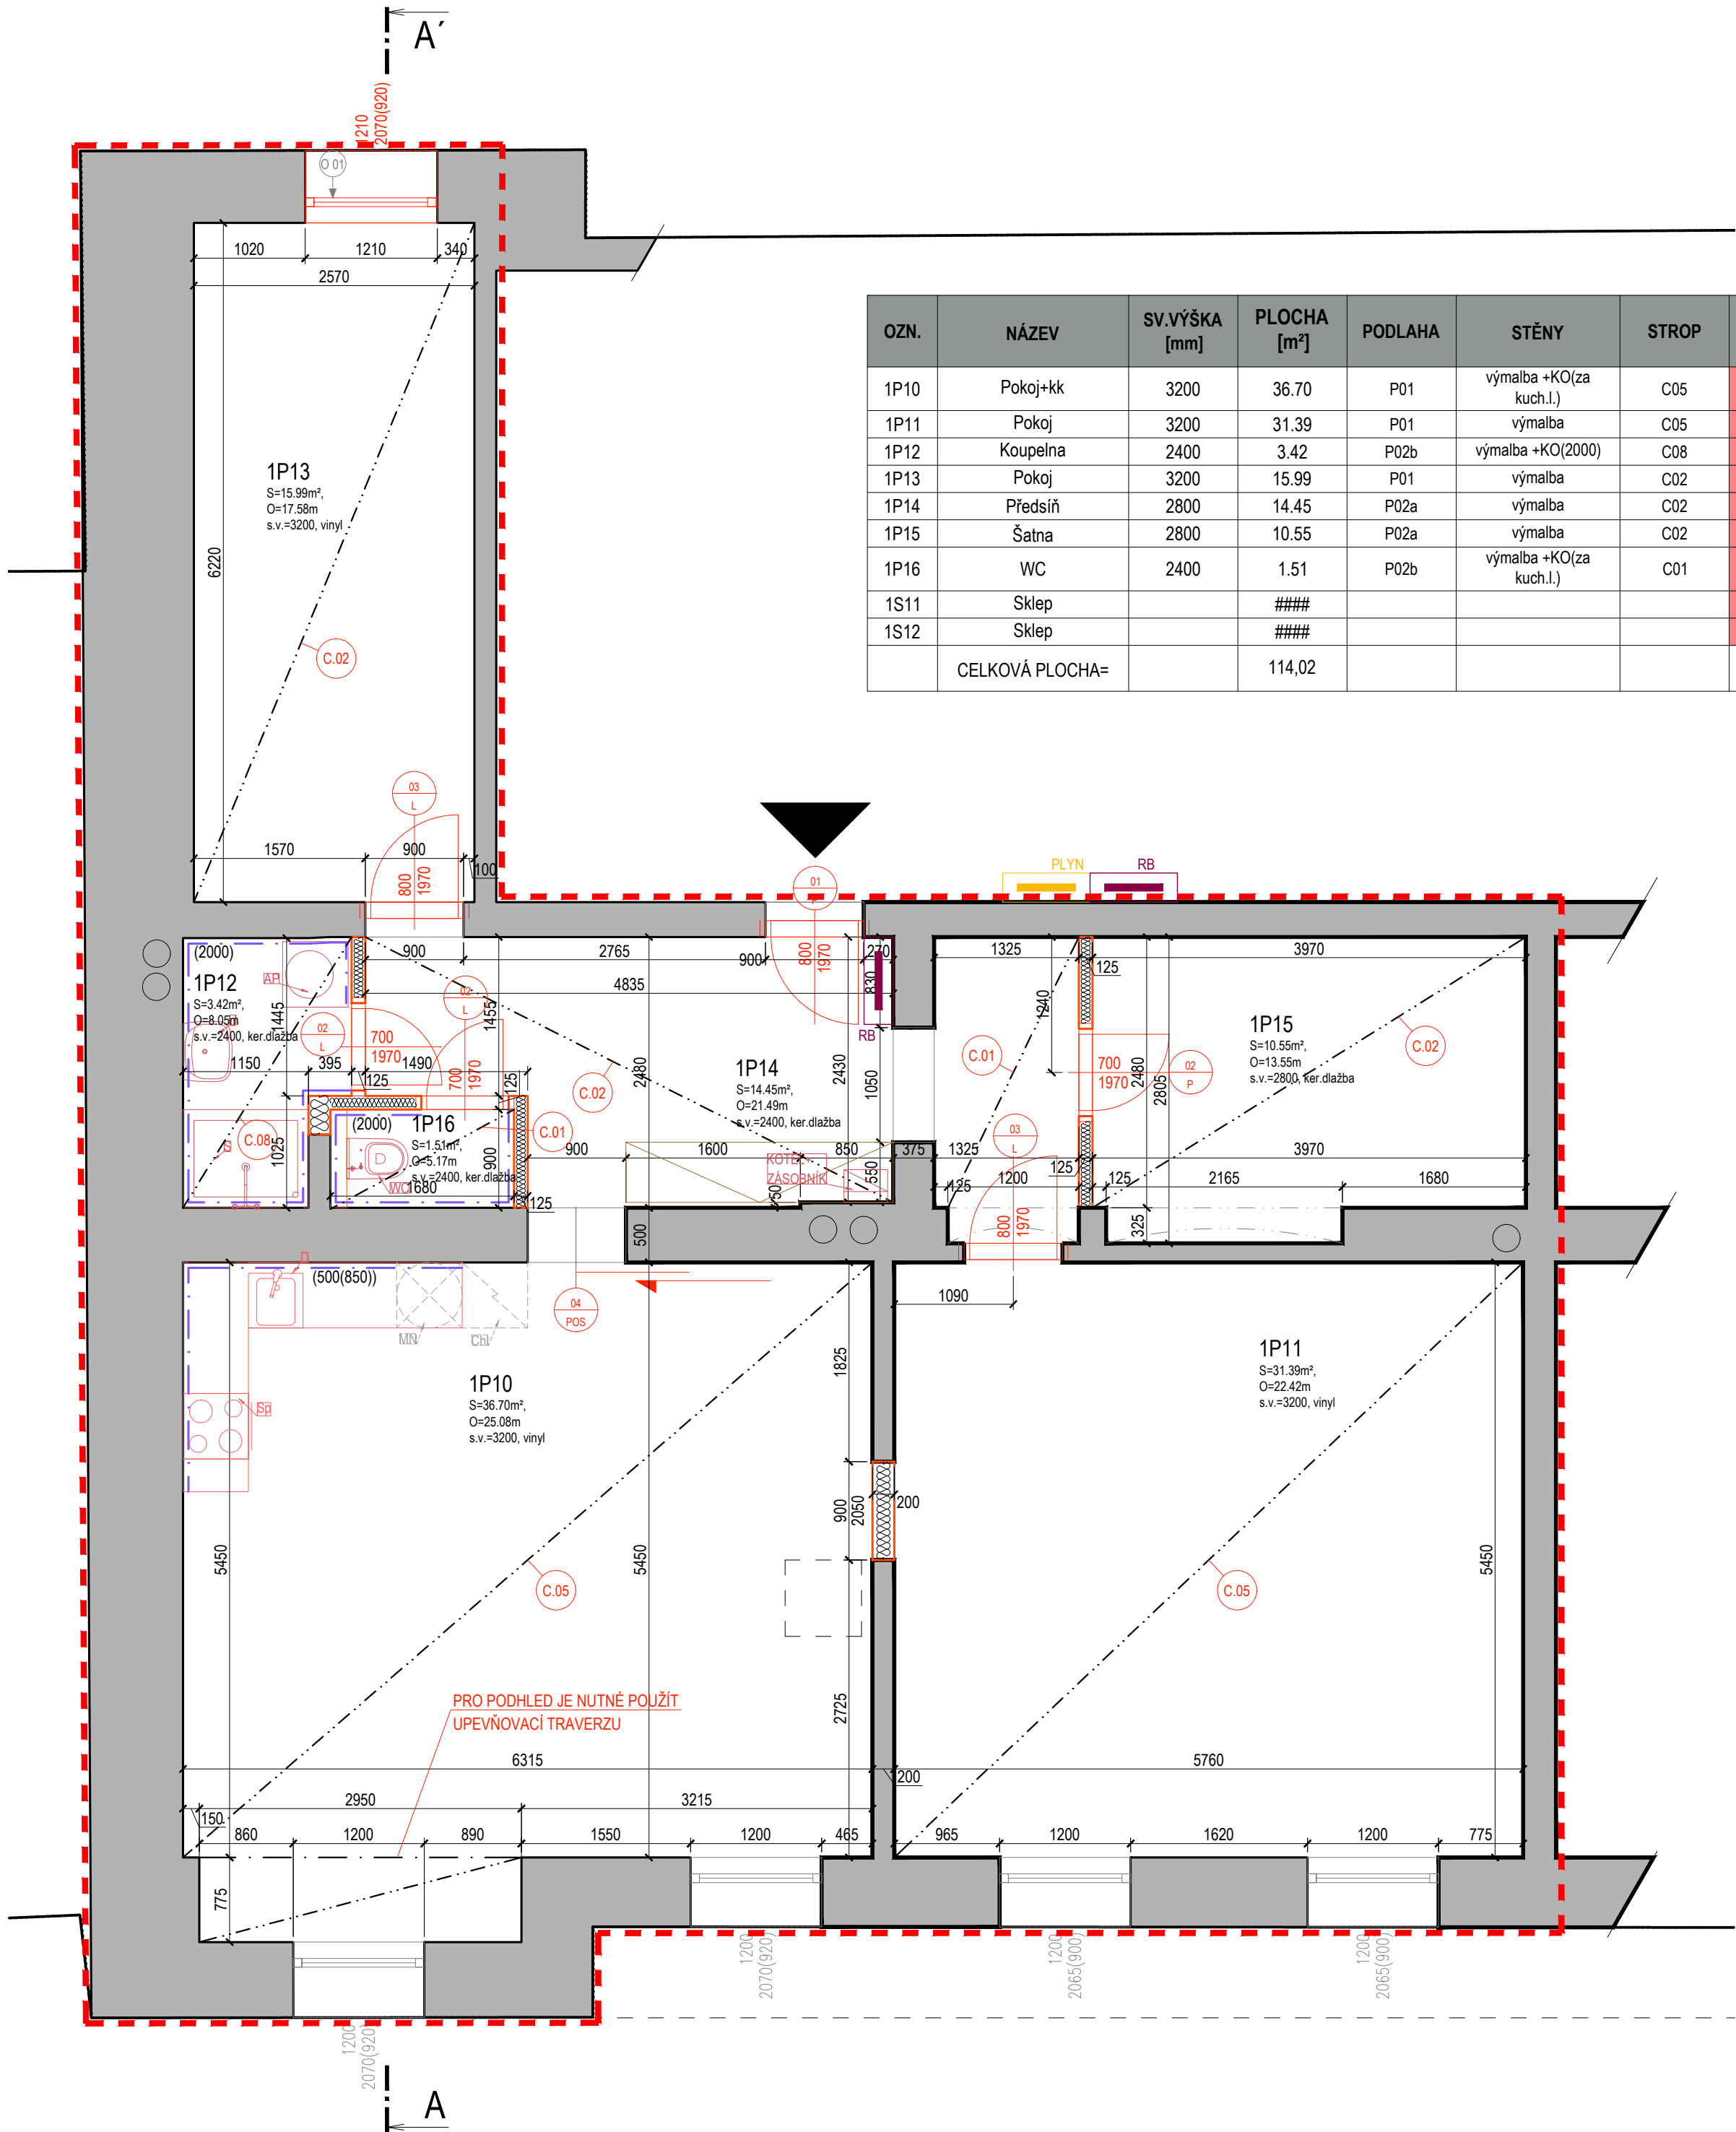 A´
1210
2070(920)
O 01
1020 1210 340
2570
OZN. NÁZEV SV.VÝŠKA [mm] PLOCHA [m²] PODLAHA STĚNY STROP
1P10 Pokoj+kk 3200 36.70 P01 výmalba +KO(za kuch.l.) C05
1P11 Pokoj 3200 31.39 P01 výmalba C05
1P12 Koupelna 2400 3.42 P02b výmalba +KO(2000) C08
1P13 Pokoj 3200 15.99 P01 výmalba C02
1P14 Předsíň 2800 14.45 P02a výmalba C02
1P15 Šatna 2800 10.55 P02a výmalba C02
1P16 WC 2400 1.51 P02b výmalba +KO(za kuch.l.) C01
1S11 Sklep ####
1S12 Sklep ####
CELKOVÁ PLOCHA= 114,02
1P13
S=15.99m²,
O=17.58m
s.v.=3200, vinyl
6220
C.02
03
L
1570 900 100
800
1970
01
PLYN RB
(2000)
1P12
S=3.42m²,
O=8.05m
s.v.=2400, ker.dlažba
AP
1445
900 2765 900 270
4835
800
1970
830
RB
02
L
02
L
1455
700
1970
1150 395 1490
125
700
1970
125
C.02
2480
2430
1050
1P14
S=14.45m²,
O=21.49m
s.v.=2400, ker.dlažba
1325 125 3970
1240
C.01
700
1970
02
P
2480
2805
1P15
S=10.55m²,
O=13.55m
s.v.=2800, ker.dlažba
C.02
C.08
S
1025
(2000)
1P16
S=1.51m²,
O=5.17m
s.v.=2400, ker.dlažba
WC
1680
900
C.01
125
900 1600 850 375 1325 3970
KOTEL+
ZÁSOBNÍK
50
550
03
L
125
125 1200 125 2165 1680
800
1970
325
500
(500(850))
MN
Chl
04
POS
1090
1825
1P10
S=36.70m²,
O=25.08m
s.v.=3200, vinyl
Sp
1P11
S=31.39m²,
O=22.42m
s.v.=3200, vinyl
900
2050
200
5450
5450
5450
C.05
C.05
2725
PRO PODHLED JE NUTNÉ POUŽÍT
UPEVŇOVACÍ TRAVERZU
6315 200 5760
2950 3215
150
860 1200 890 1550 1200 465 965 1200 1620 1200 775
775
1200
2070(920)
1200
2065(900)
1200
2065(900)
1200
2070(920)
A